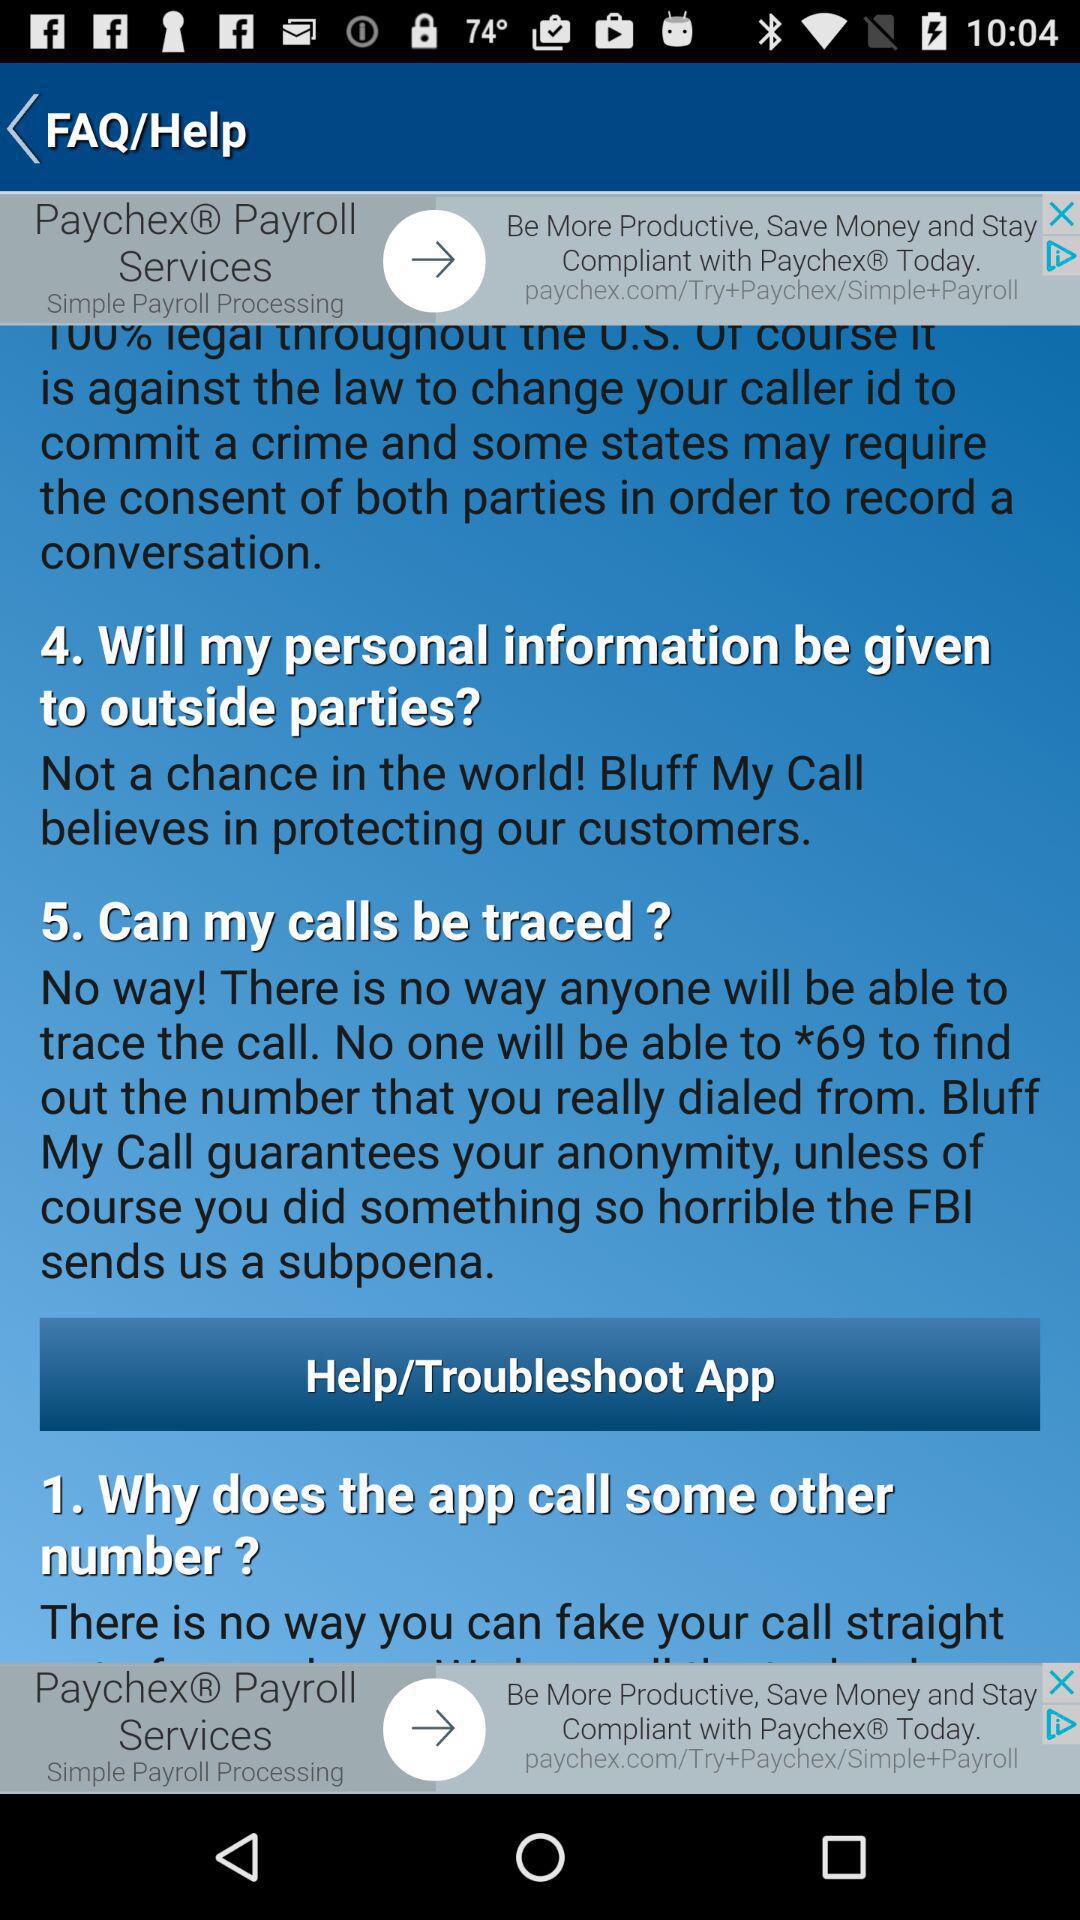 74° 10:04
FAQ/Help
Paychex® Payroll
Services
Simple Payroll Processing
Be More Productive, Save Money and Stay
Compliant with Paychex® Today.
paychex.com/Try+Paychex/Simple+Payroll
100% legal throughout the U.S. Of course it
is against the law to change your caller id to
commit a crime and some states may require
the consent of both parties in order to record a
conversation.
4. Will my personal information be given
to outside parties?
Not a chance in the world! Bluff My Call
believes in protecting our customers.
5. Can my calls be traced ?
No way! There is no way anyone will be able to
trace the call. No one will be able to *69 to find
out the number that you really dialed from. Bluff
My Call guarantees your anonymity, unless of
course you did something so horrible the FBI
sends us a subpoena.
Help/Troubleshoot App
1. Why does the app call some other
number ?
There is no way you can fake your call straight
Paychex® Payroll
Services
Simple Payroll Processing
Be More Productive, Save Money and Stay
Compliant with Paychex® Today.
paychex.com/Try+Paychex/Simple+Payroll